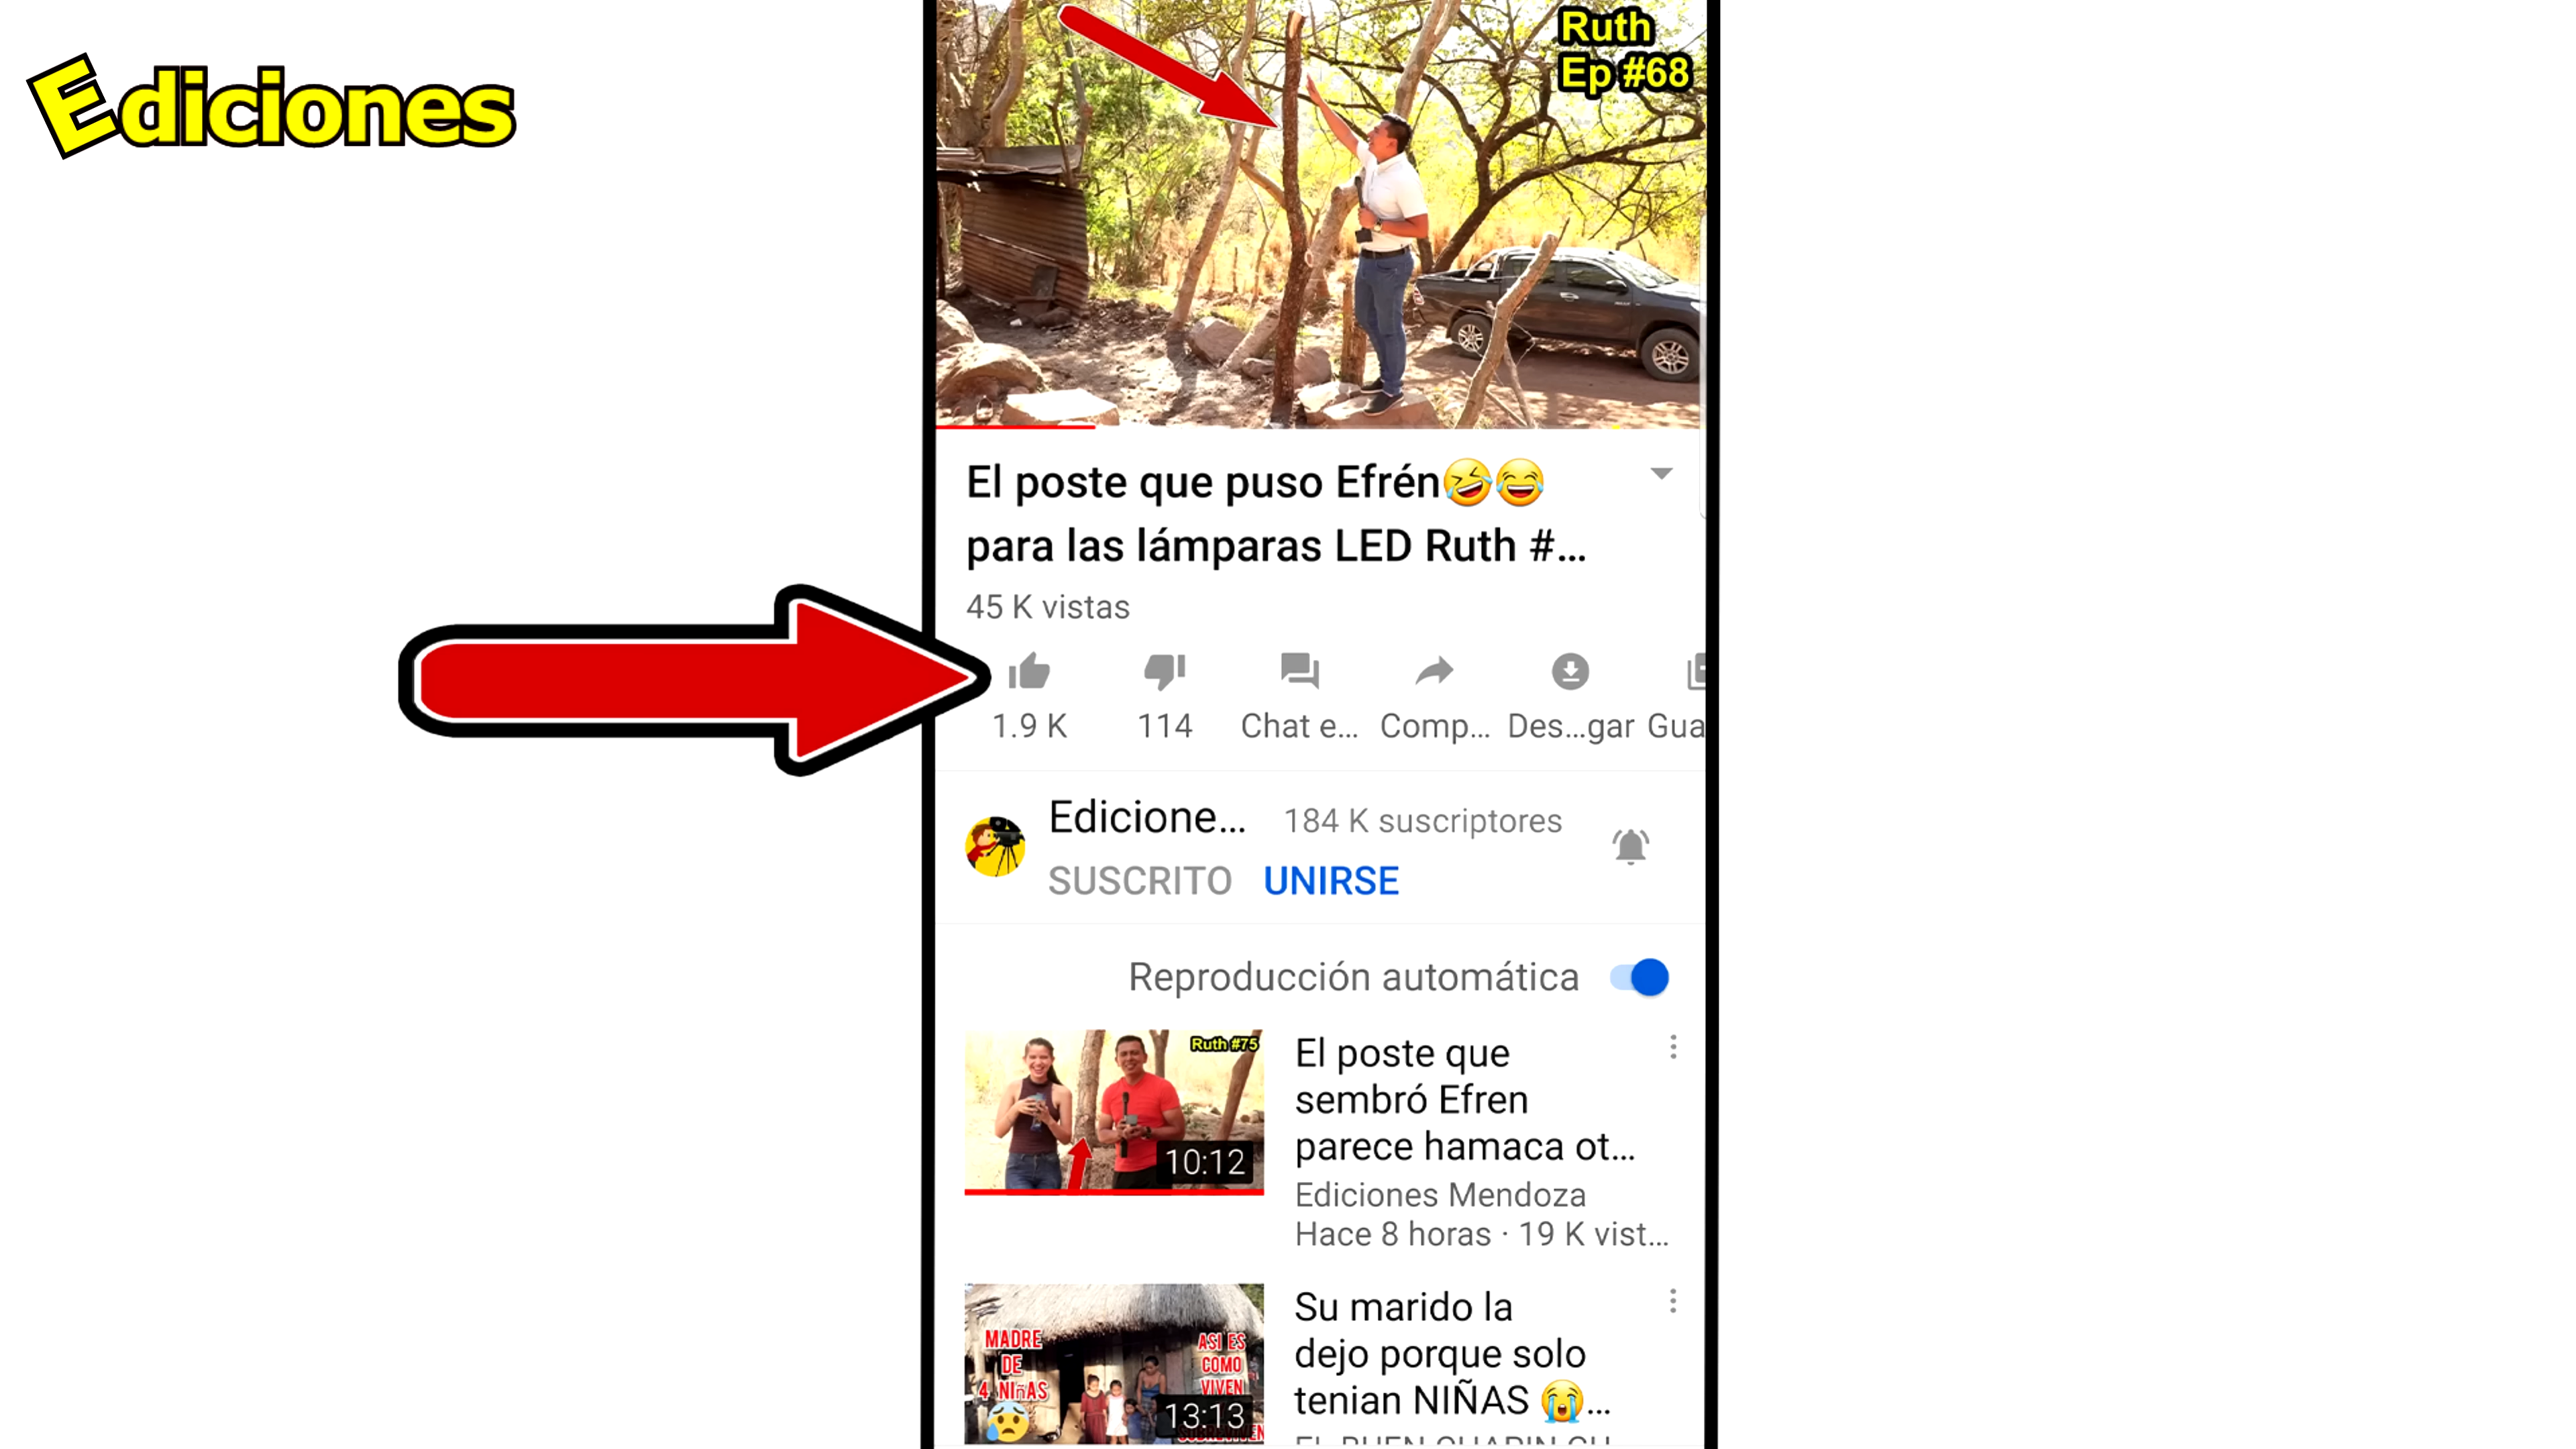 Ediciones
Ruth
Ep #68
El poste que puso Efrén🤣😂
para las lámparas LED Ruth #...
45 K vistas
1.9 K
114
Chat e...
Comp...
Des...gar
Gua
Edicione...
184 K suscriptores
SUSCRITO
UNIRSE
Reproducción automática
Ruth #75
10:12
El poste que
sembró Efren
parece hamaca ot...
Ediciones Mendoza
Hace 8 horas · 19 K vist...
MADRE
DE
4 NIñAS
ASI ES
COMO
VIVEN
13:13
Su marido la
dejo porque solo
tenian NIÑAS 😭...